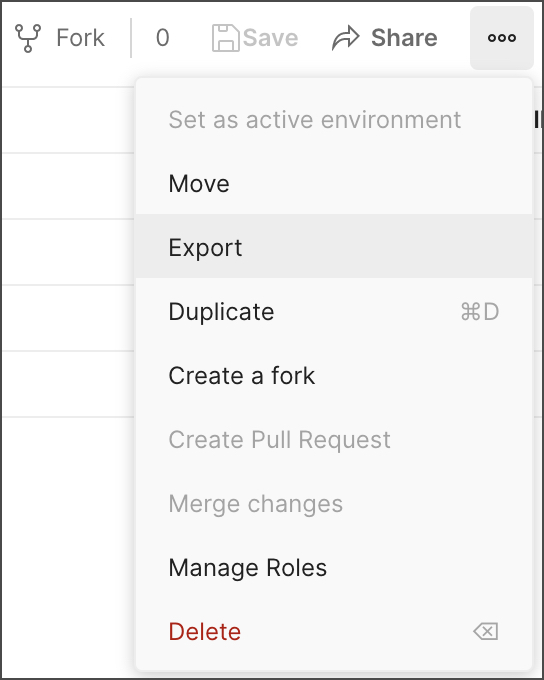 Fork 0 Save Share
Set as active environment
Move
Export
Duplicate ⌘D
Create a fork
Create Pull Request
Merge changes
Manage Roles
Delete